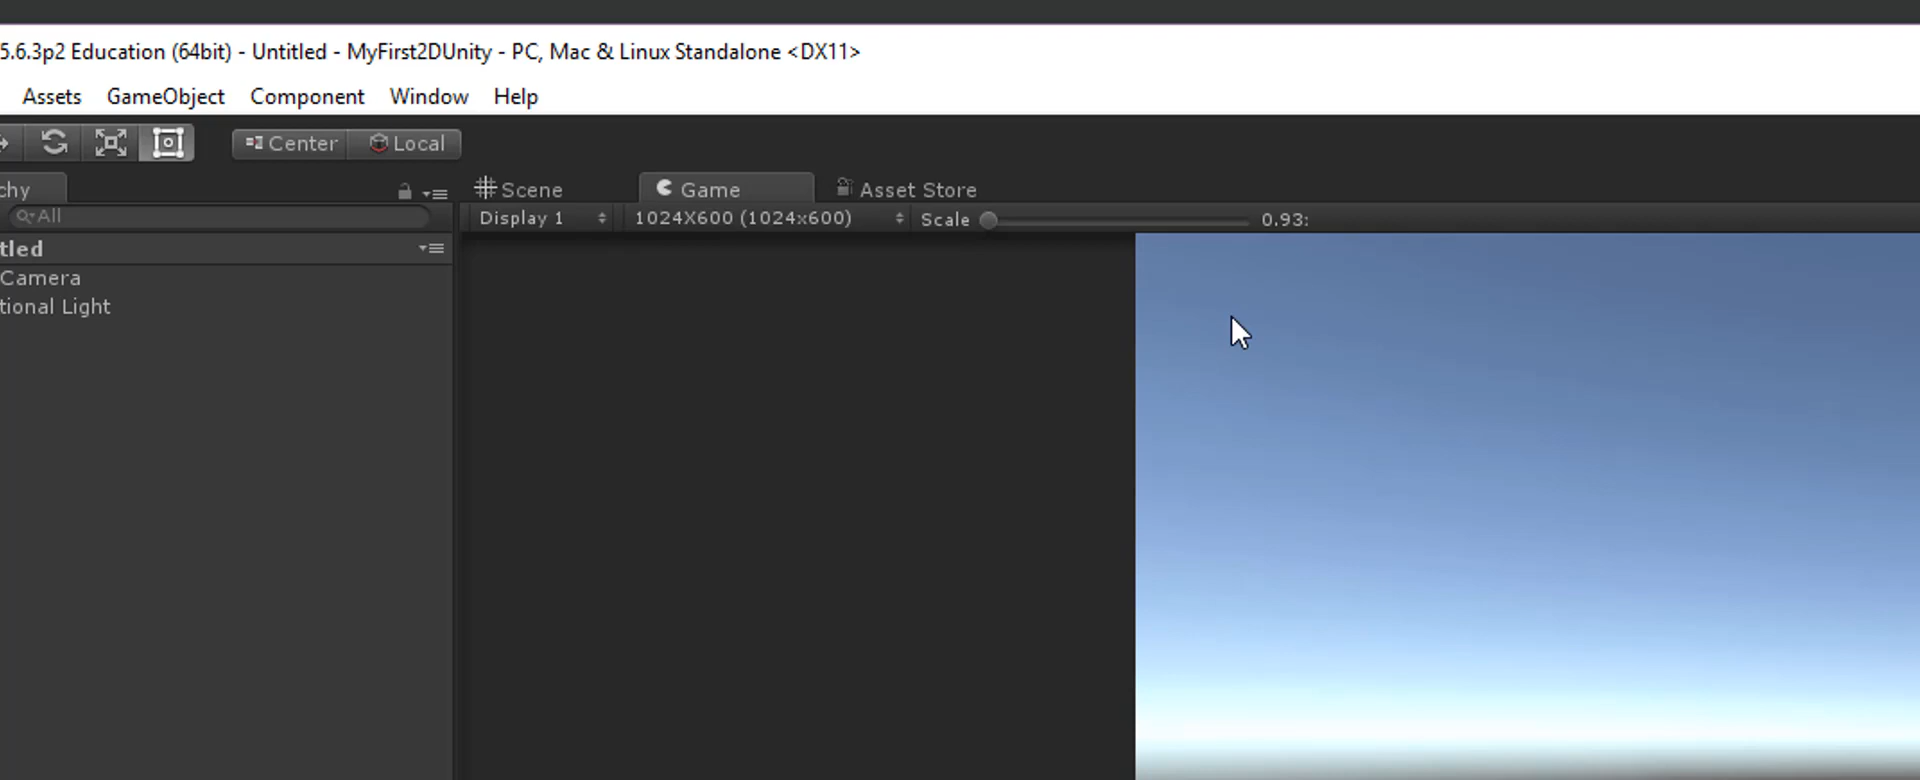 5.6.3p2 Education (64bit) - Untitled - MyFirst2DUnity - PC, Mac & Linux Standalone <DX11>
Assets GameObject Component Window Help
Center Local
chy Scene Game Asset Store
All Display 1 1024X600 (1024x600) Scale 0.93:
tled
Camera
tional Light